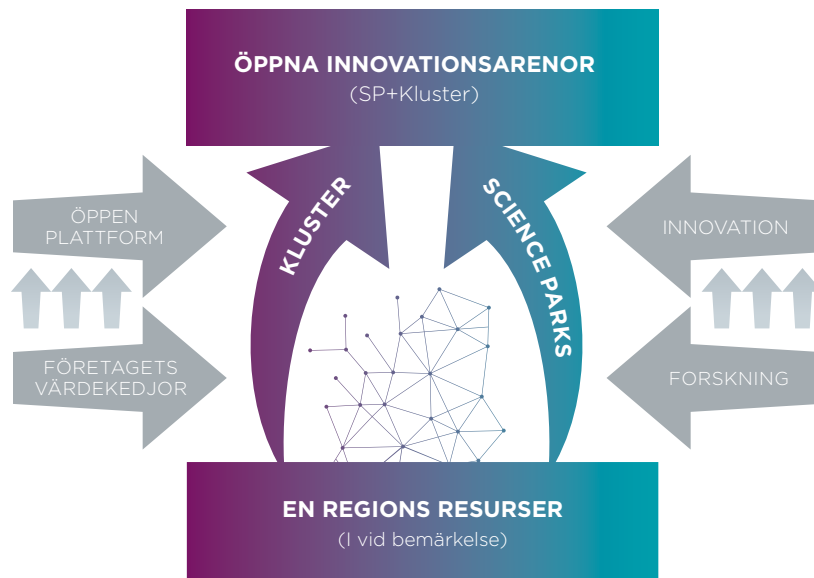 ÖPPNA INNOVATIONSARENOR
(SP+Kluster)
KLUSTER
SCIENCE PARKS
ÖPPEN
PLATTFORM
INNOVATION
FÖRETAGETS
VÄRDEKEDJOR
FORSKNING
EN REGIONS RESURSER
(I vid bemärkelse)